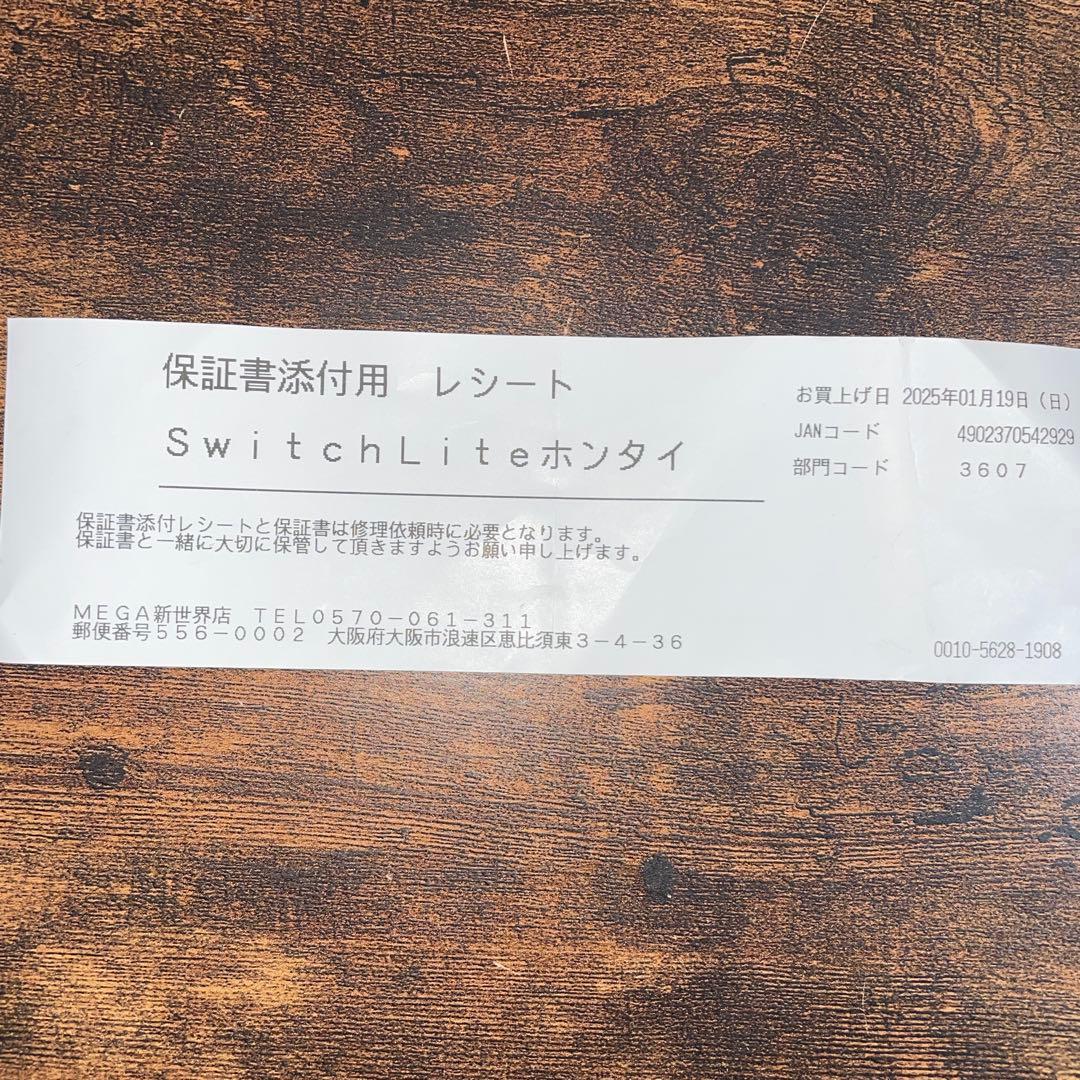 保証書添付用 レシート
お買上げ日 2025年01月19日(日)
SwitchLiteホンタイ
JANコード 4902370542929
部門コード 3607
保証書添付レシートと保証書は修理依頼時に必要となります。
保証書と一緒に大切に保管して頂きますようお願い申し上げます。
MEGA新世界店 TEL0570-061-311
郵便番号556-0002 大阪府大阪市浪速区恵比須東3-4-36
0010-5628-1908